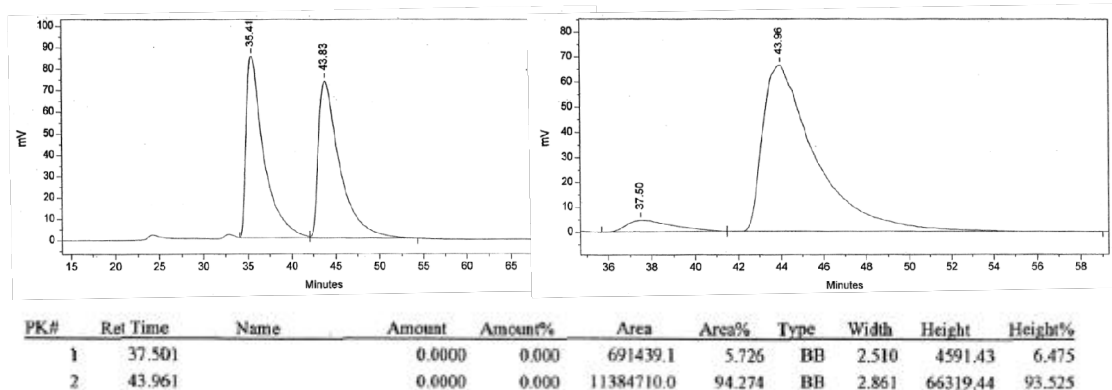 100
90
80
70
60
50
40
30
20
10
0
mV
35.41
43.83
15 20 25 30 35 40 45 50 55 60 65
Minutes
80
70
60
50
40
30
20
10
0
mV
37.50
43.96
36 38 40 42 44 46 48 50 52 54 56 58
Minutes
PK# Ret Time Name Amount Amount% Area Area% Type Width Height Height%
1 37.501 0.0000 0.000 691439.1 5.726 BB 2.510 4591.43 6.475
2 43.961 0.0000 0.000 11384710.0 94.274 BB 2.861 66319.44 93.525